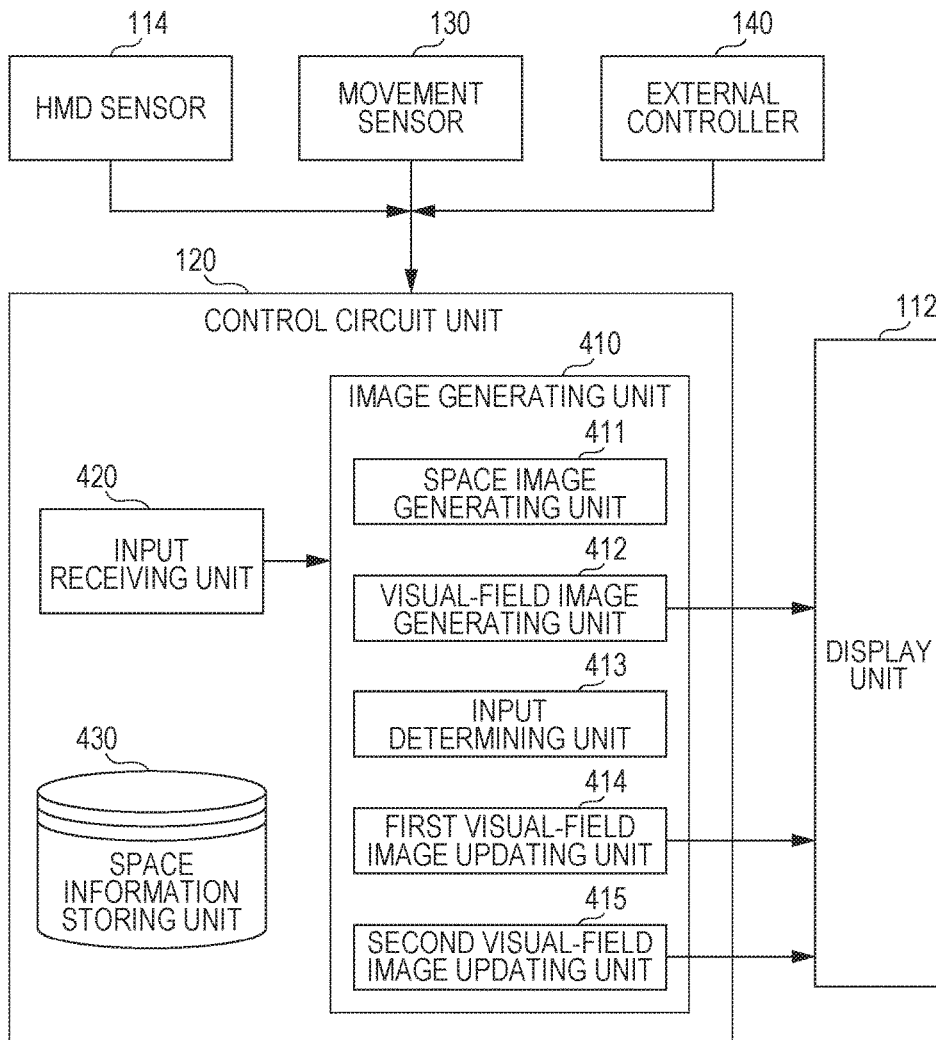 114
130
140
HMD SENSOR
MOVEMENT
SENSOR
EXTERNAL
CONTROLLER
120
CONTROL CIRCUIT UNIT
112
410
IMAGE GENERATING UNIT
411
SPACE IMAGE
GENERATING UNIT
420
INPUT
RECEIVING UNIT
412
VISUAL-FIELD IMAGE
GENERATING UNIT
DISPLAY
UNIT
413
INPUT
DETERMINING UNIT
430
SPACE
INFORMATION
STORING UNIT
414
FIRST VISUAL-FIELD
IMAGE UPDATING UNIT
415
SECOND VISUAL-FIELD
IMAGE UPDATING UNIT